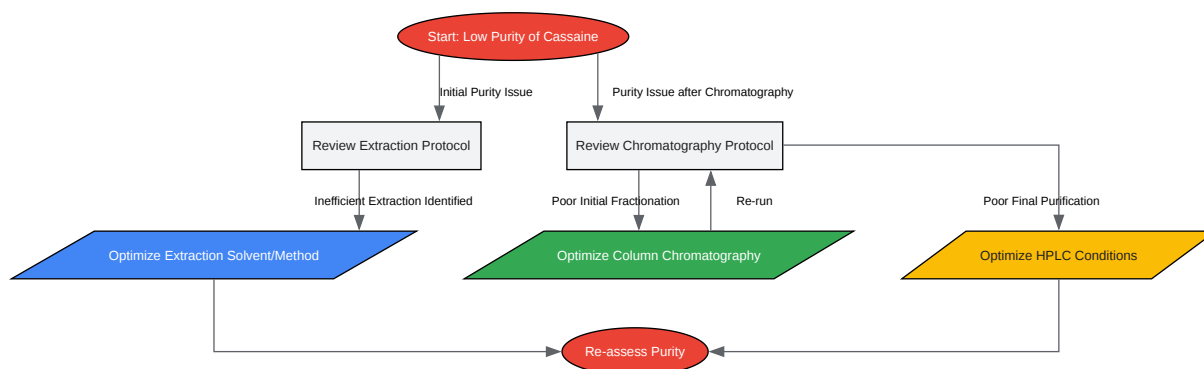 Start: Low Purity of Cassaine
Initial Purity Issue
Purity Issue after Chromatography
Review Extraction Protocol
Review Chromatography Protocol
Inefficient Extraction Identified
Poor Initial Fractionation
Re-run
Poor Final Purification
Optimize Extraction Solvent/Method
Optimize Column Chromatography
Optimize HPLC Conditions
Re-assess Purity